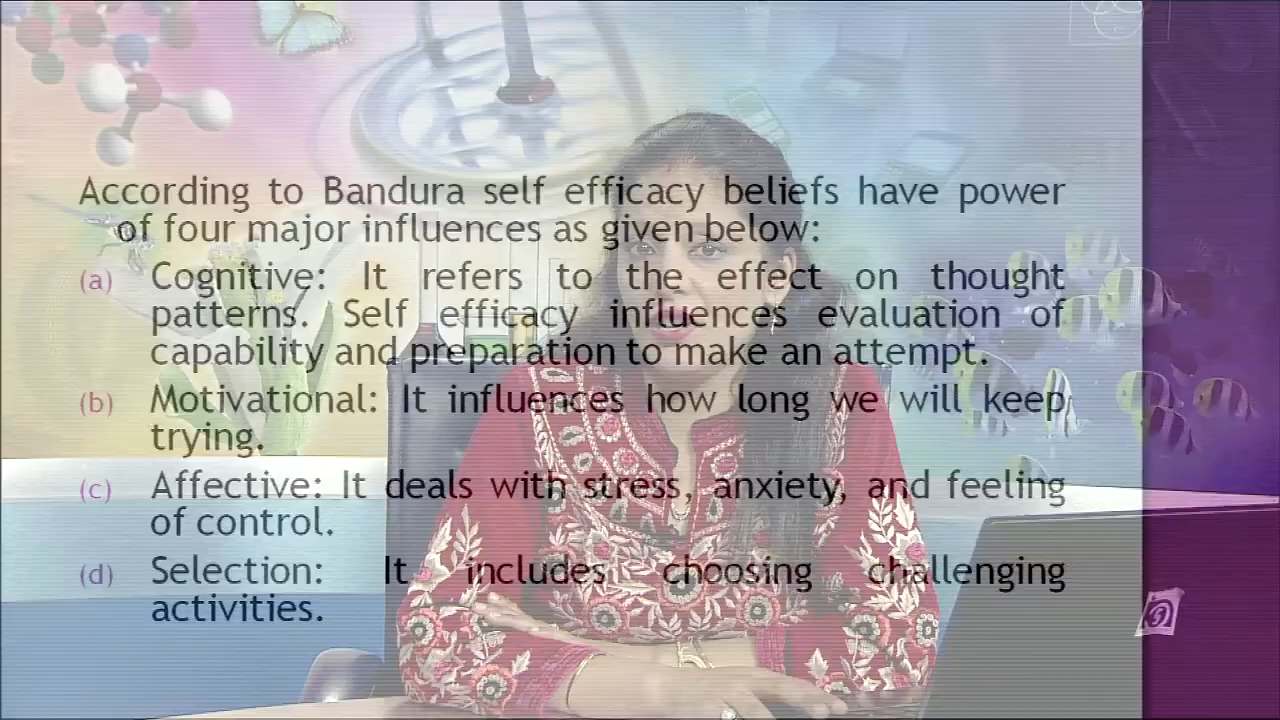 According to Bandura self efficacy beliefs have power
of four major influences as given below:
(a) Cognitive: It refers to the effect on thought
patterns. Self efficacy influences evaluation of
capability and preparation to make an attempt.
(b) Motivational: It influences how long we will keep
trying.
(c) Affective: It deals with stress, anxiety, and feeling
of control.
(d) Selection: It includes choosing challenging
activities.